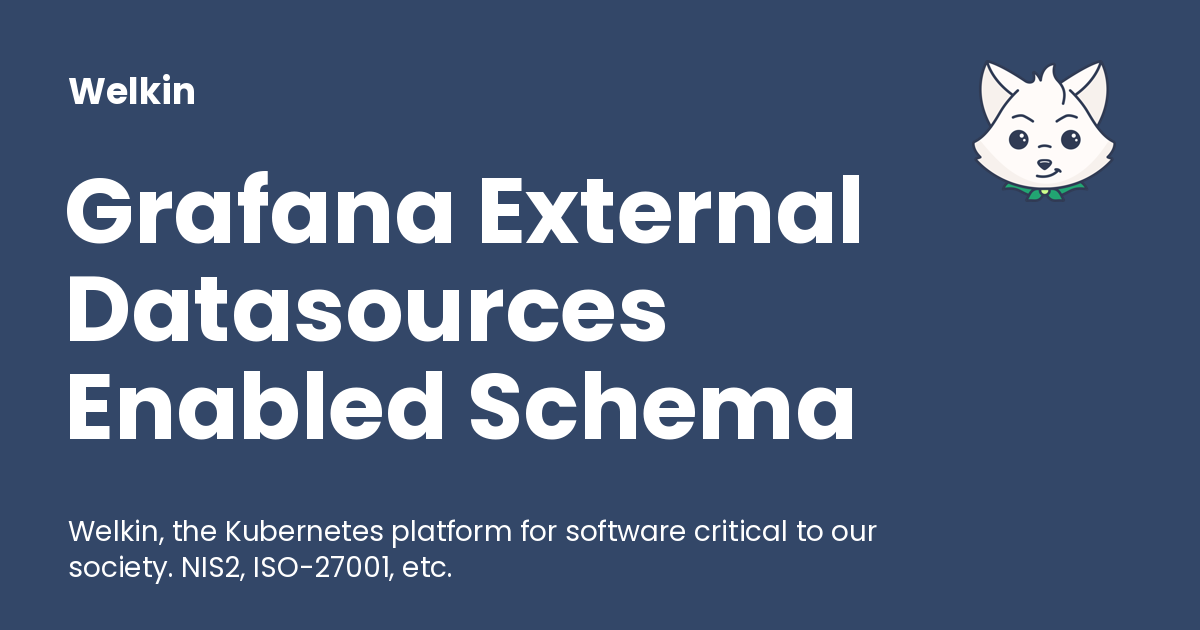 Welkin
Grafana External
Datasources
Enabled Schema
Welkin, the Kubernetes platform for software critical to our
society. NIS2, ISO-27001, etc.